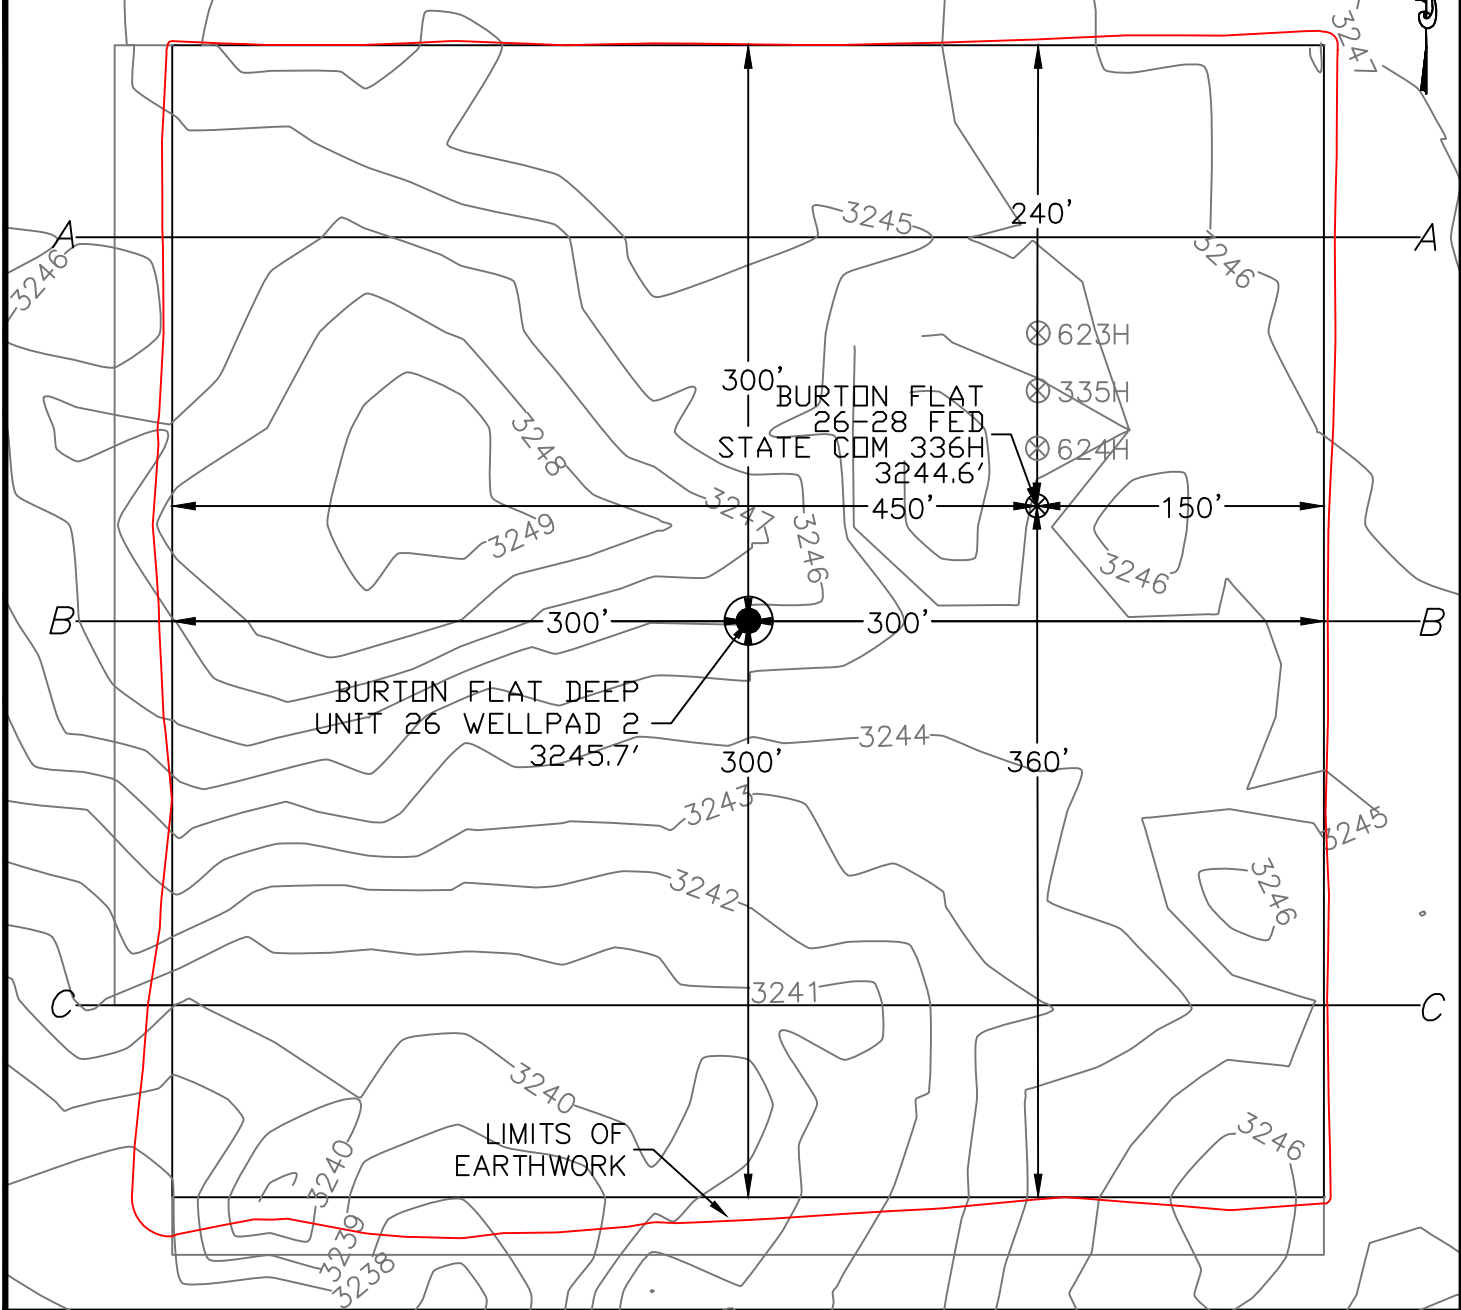 3247
240'
3245
A
A
3246
3246
623H
300'
BURTON FLAT
26-28 FED
STATE COM 336H
3244.6'
335H
624H
3248
3247
450'
150'
3249
3246
3246
B
300'
300'
B
BURTON FLAT DEEP
UNIT 26 WELLPAD 2
3245.7'
3244
300'
360'
3243
3245
3242
3246
3241
C
C
3240
LIMITS OF
EARTHWORK
3246
3240
3239
3238